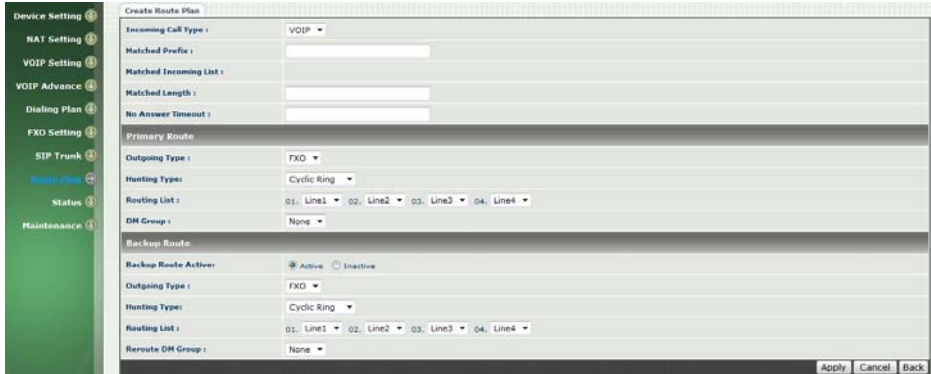 Device Setting
NAT Setting
VOIP Setting
VOIP Advance
Dialing Plan
FXO Setting
SIP Trunk
Route Plan
Status
Maintenance
Create Route Plan
Incoming Call Type : VOIP
Matched Prefix :
Matched Incoming List :
Matched Length :
No Answer Timeout :
Primary Route
Outgoing Type : FXO
Hunting Type: Cyclic Ring
Routing List : 01. Line1 02. Line2 03. Line3 04. Line4
DM Group : None
Backup Route
Backup Route Active: Active Inactive
Outgoing Type : FXO
Hunting Type: Cyclic Ring
Routing List : 01. Line1 02. Line2 03. Line3 04. Line4
Reroute DM Group : None
Apply Cancel Back